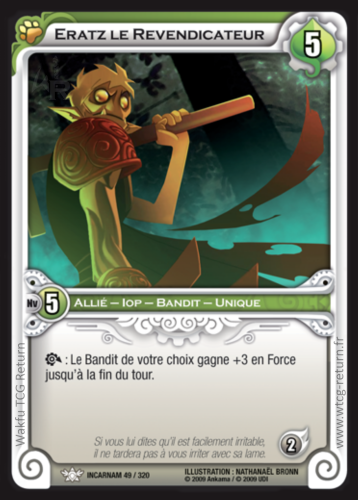 ERATZ LE REVENDICATEUR
5
Nv 5
ALLIÉ – IOP – BANDIT – UNIQUE
: Le Bandit de votre choix gagne +3 en Force
jusqu'à la fin du tour.
Si vous lui dites qu'il est facilement irritable,
il ne tardera pas à vous irriter avec sa lame.
2
INCARNAM 49 / 320
ILLUSTRATION : NATHANAËL BRONN
© 2009 Ankama / © 2009 UDI
Wakfu TCG Return
www.wtcg-return.fr